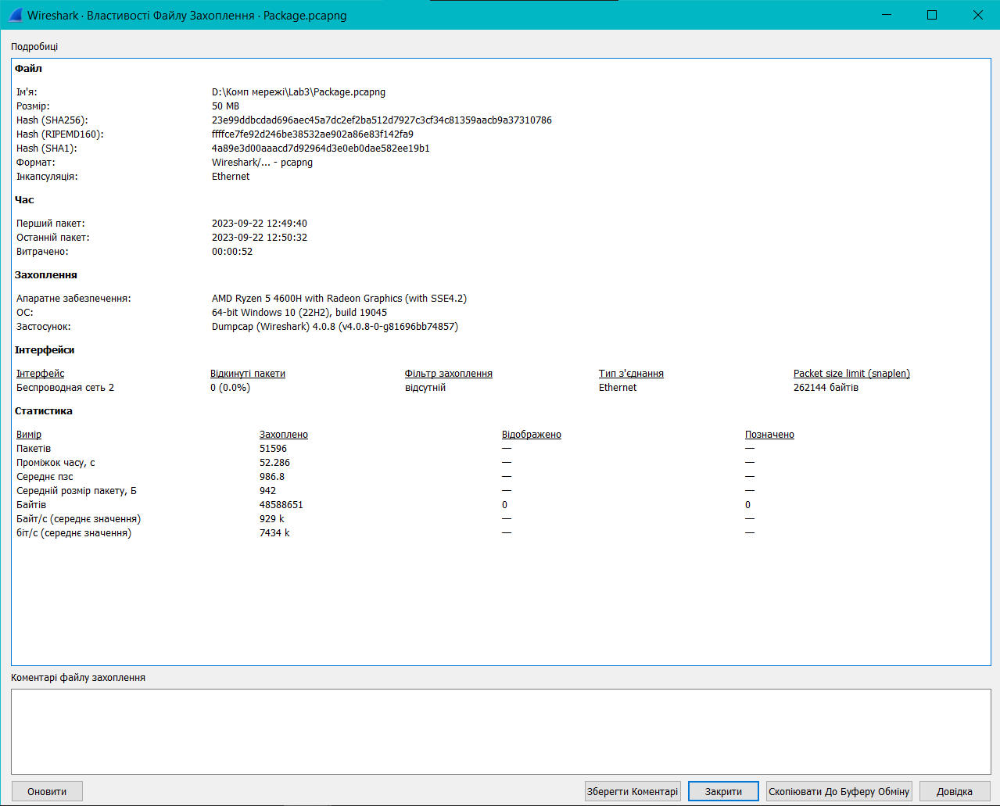 Wireshark · Властивості Файлу Захоплення · Package.pcapng
Подробиці
Файл
Ім'я: D:\Комп мережі\Lab3\Package.pcapng
Розмір: 50 MB
Hash (SHA256): 23e99ddbcdad696aec45a7dc2ef2ba512d7927c3cf34c81359aacb9a37310786
Hash (RIPEMD160): ffffce7fe92d246be38532ae902a86e83f142fa9
Hash (SHA1): 4a89e3d00aaacd7d92964d3e0eb0dae582ee19b1
Формат: Wireshark/... - pcapng
Інкапсуляція: Ethernet
Час
Перший пакет: 2023-09-22 12:49:40
Останній пакет: 2023-09-22 12:50:32
Витрачено: 00:00:52
Захоплення
Апаратне забезпечення: AMD Ryzen 5 4600H with Radeon Graphics (with SSE4.2)
ОС: 64-bit Windows 10 (22H2), build 19045
Застосунок: Dumpcap (Wireshark) 4.0.8 (v4.0.8-0-g81696bb74857)
Інтерфейси
Інтерфейс Відкинуті пакети Фільтр захоплення Тип з'єднання Packet size limit (snaplen)
Беспроводная сеть 2 0 (0.0%) відсутній Ethernet 262144 байтів
Статистика
Вимір Захоплено Відображено Позначено
Пакетів 51596 — —
Проміжок часу, с 52.286 — —
Середнє пзс 986.8 — —
Середній розмір пакету, Б 942 — —
Байтів 48588651 0 0
Байт/с (середнє значення) 929 k — —
біт/с (середнє значення) 7434 k — —
Коментарі файлу захоплення
Оновити Зберегти Коментарі Закрити Скопіювати До Буферу Обміну Довідка